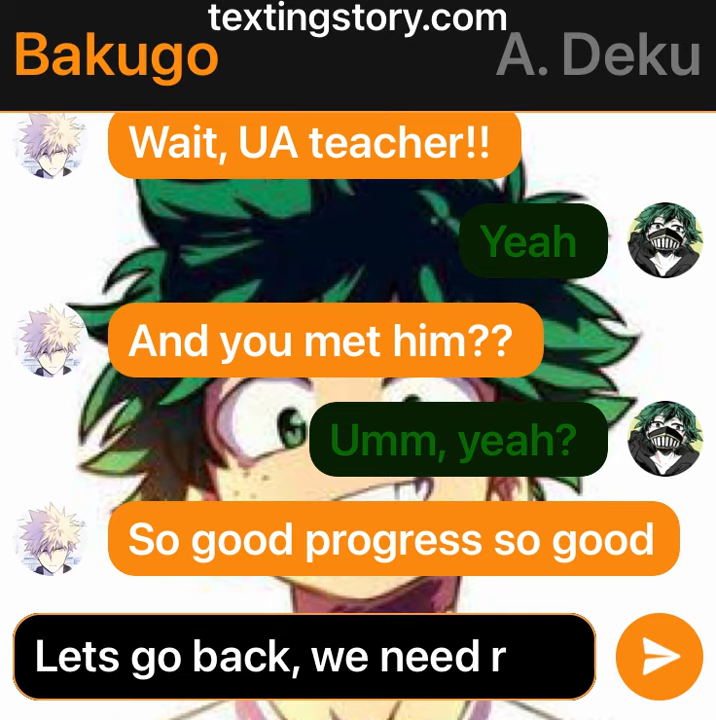 textingstory.com
Bakugo
A. Deku
Wait, UA teacher!!
Yeah
And you met him??
Umm, yeah?
So good progress so good
Lets go back, we need r